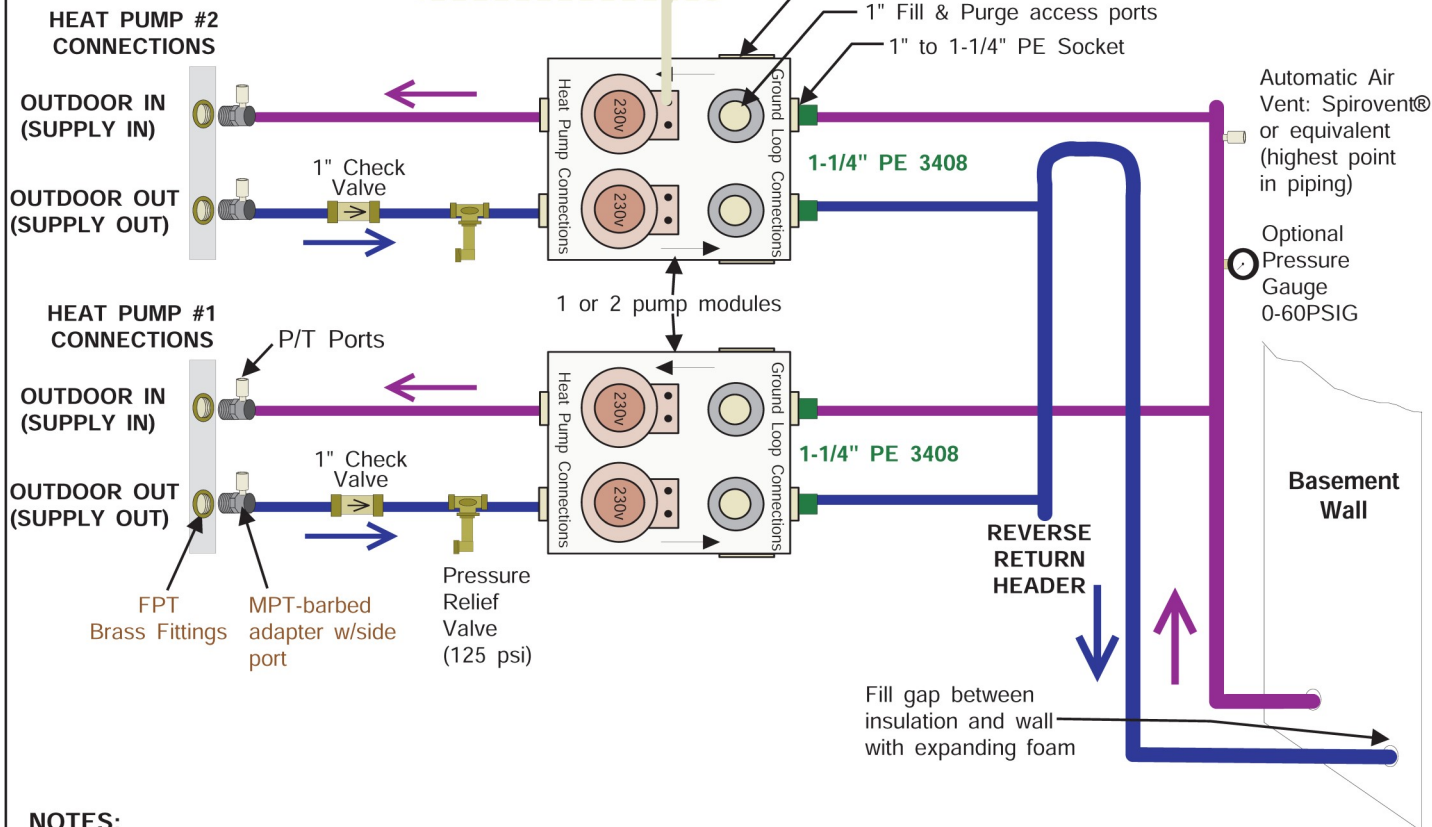 HEAT PUMP #2
CONNECTIONS
1" Fill & Purge access ports
1" to 1-1/4" PE Socket
OUTDOOR IN
(SUPPLY IN)
OUTDOOR OUT
(SUPPLY OUT)
1" Check
Valve
Heat Pump Connections
230v
230v
Ground Loop Connections
1-1/4" PE 3408
Automatic Air
Vent: Spirovent®
or equivalent
(highest point
in piping)
Optional
Pressure
Gauge
0-60PSIG
1 or 2 pump modules
HEAT PUMP #1
CONNECTIONS
P/T Ports
OUTDOOR IN
(SUPPLY IN)
OUTDOOR OUT
(SUPPLY OUT)
1" Check
Valve
Heat Pump Connections
230v
230v
Ground Loop Connections
1-1/4" PE 3408
Basement
Wall
REVERSE
RETURN
HEADER
FPT
Brass Fittings
MPT-barbed
adapter w/side
port
Pressure
Relief
Valve
(125 psi)
Fill gap between
insulation and wall
with expanding foam
NOTES: